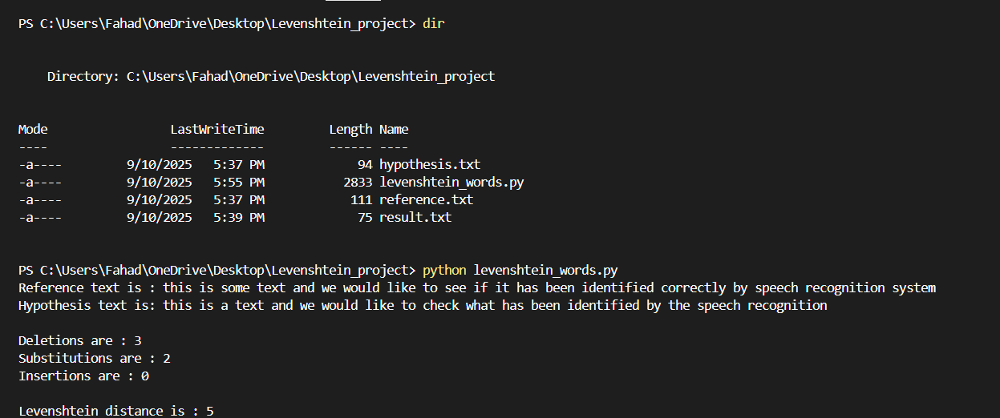 PS C:\Users\Fahad\OneDrive\Desktop\Levenshtein_project> dir
Directory: C:\Users\Fahad\OneDrive\Desktop\Levenshtein_project
Mode                 LastWriteTime         Length Name
----                 -------------         ------ ----
-a----         9/10/2025   5:37 PM             94 hypothesis.txt
-a----         9/10/2025   5:55 PM           2833 levenshtein_words.py
-a----         9/10/2025   5:37 PM            111 reference.txt
-a----         9/10/2025   5:39 PM             75 result.txt
PS C:\Users\Fahad\OneDrive\Desktop\Levenshtein_project> python levenshtein_words.py
Reference text is : this is some text and we would like to see if it has been identified correctly by speech recognition system
Hypothesis text is: this is a text and we would like to check what has been identified by the speech recognition
Deletions are : 3
Substitutions are : 2
Insertions are : 0
Levenshtein distance is : 5